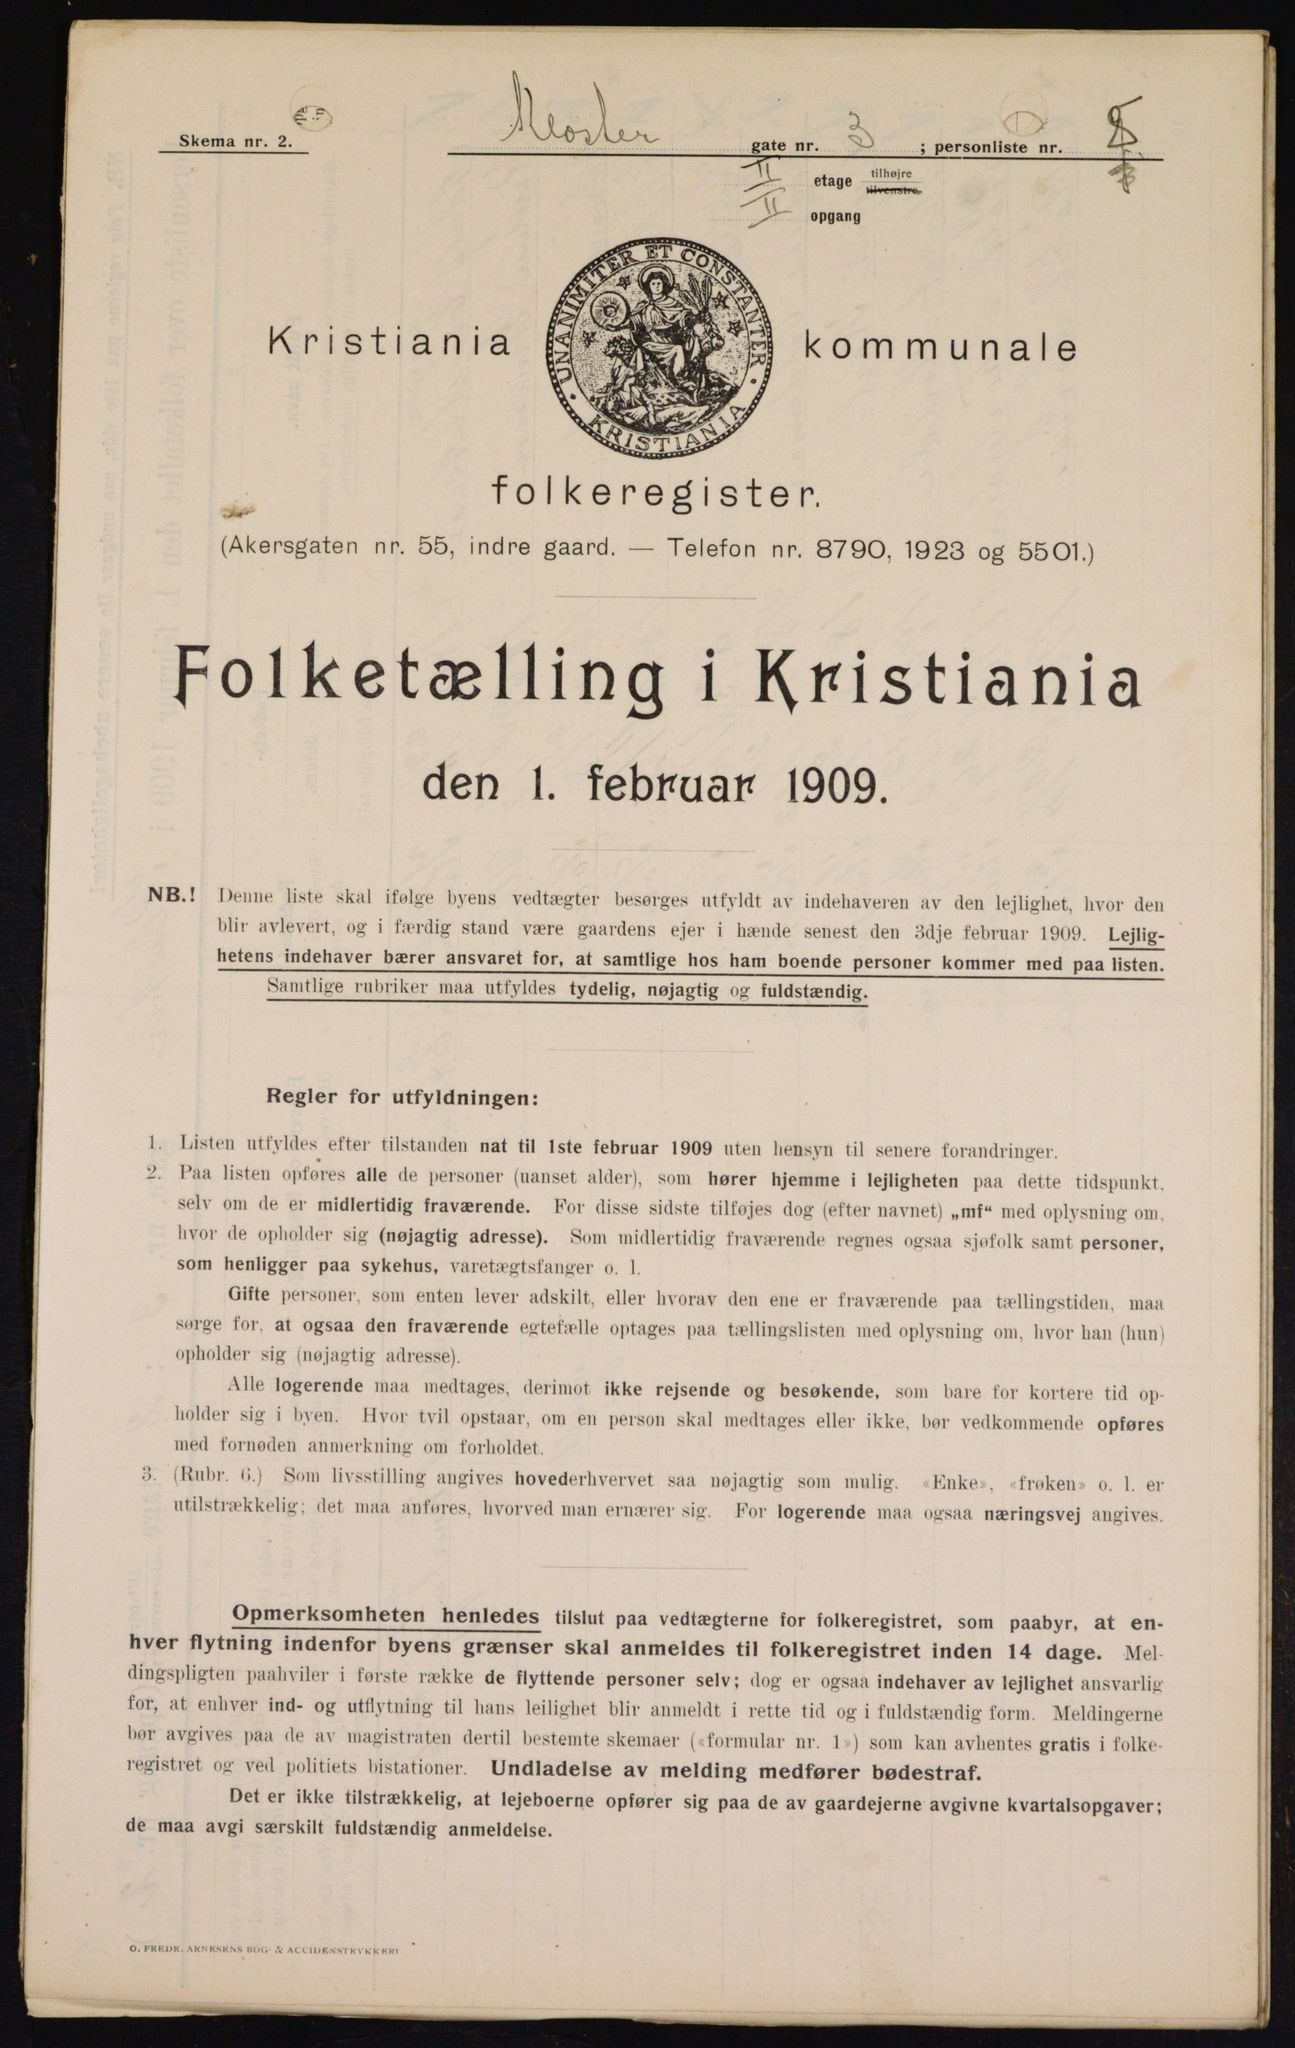 Skema nr. 2. Kloster gate nr. 3 ; personliste nr.
II etage tilhøjre
tilvenstre
II opgang
UNANIMITER ET CONSTANTER
KRISTIANIA
Kristiania kommunale
folkeregister.
(Akersgaten nr. 55, indre gaard. — Telefon nr. 8790, 1923 og 5501.)
Folketælling i Kristiania
den 1. februar 1909.
NB.! Denne liste skal ifølge byens vedtægter besørges utfyldt av indehaveren av den lejlighet, hvor den
blir avlevert, og i færdig stand være gaardens ejer i hænde senest den 3dje februar 1909. Lejlig-
hetens indehaver bærer ansvaret for, at samtlige hos ham boende personer kommer med paa listen.
Samtlige rubriker maa utfyldes tydelig, nøjagtig og fuldstændig.
Regler for utfyldningen:
1. Listen utfyldes efter tilstanden nat til 1ste februar 1909 uten hensyn til senere forandringer.
2. Paa listen opføres alle de personer (uanset alder), som hører hjemme i lejligheten paa dette tidspunkt,
selv om de er midlertidig fraværende. For disse sidste tilføjes dog (efter navnet) „mf“ med oplysning om,
hvor de opholder sig (nøjagtig adresse). Som midlertidig fraværende regnes ogsaa sjøfolk samt personer,
som henligger paa sykehus, varetægtsfanger o. l.
Gifte personer, som enten lever adskilt, eller hvorav den ene er fraværende paa tællingstiden, maa
sørge for, at ogsaa den fraværende egtefælle optages paa tællingslisten med oplysning om, hvor han (hun)
opholder sig (nøjagtig adresse).
Alle logerende maa medtages, derimot ikke rejsende og besøkende, som bare for kortere tid op-
holder sig i byen. Hvor tvil opstaar, om en person skal medtages eller ikke, bør vedkommende opføres
med fornøden anmerkning om forholdet.
3. (Rubr. 6.) Som livsstilling angives hovederhvervet saa nøjagtig som mulig. «Enke», «frøken» o. l. er
utilstrækkelig; det maa anføres, hvorved man ernærer sig. For logerende maa ogsaa næringsvej angives.
Opmerksomheten henledes tilslut paa vedtægterne for folkeregistret, som paabyr, at en-
hver flytning indenfor byens grænser skal anmeldes til folkeregistret inden 14 dage. Mel-
dingspligten paahviler i første række de flyttende personer selv; dog er ogsaa indehaver av lejlighet ansvarlig
for, at enhver ind- og utflytning til hans leilighet blir anmeldt i rette tid og i fuldstændig form. Meldingerne
bør avgives paa de av magistraten dertil bestemte skemaer («formular nr. 1») som kan avhentes gratis i folke-
registret og ved politiets bistationer. Undladelse av melding medfører bødestraf.
Det er ikke tilstrækkelig, at lejeboerne opfører sig paa de av gaardejerne avgivne kvartalsopgaver;
de maa avgi særskilt fuldstændig anmeldelse.
O. FREDR. ARNESENS BOG- & ACCIDENSTRYKKERI